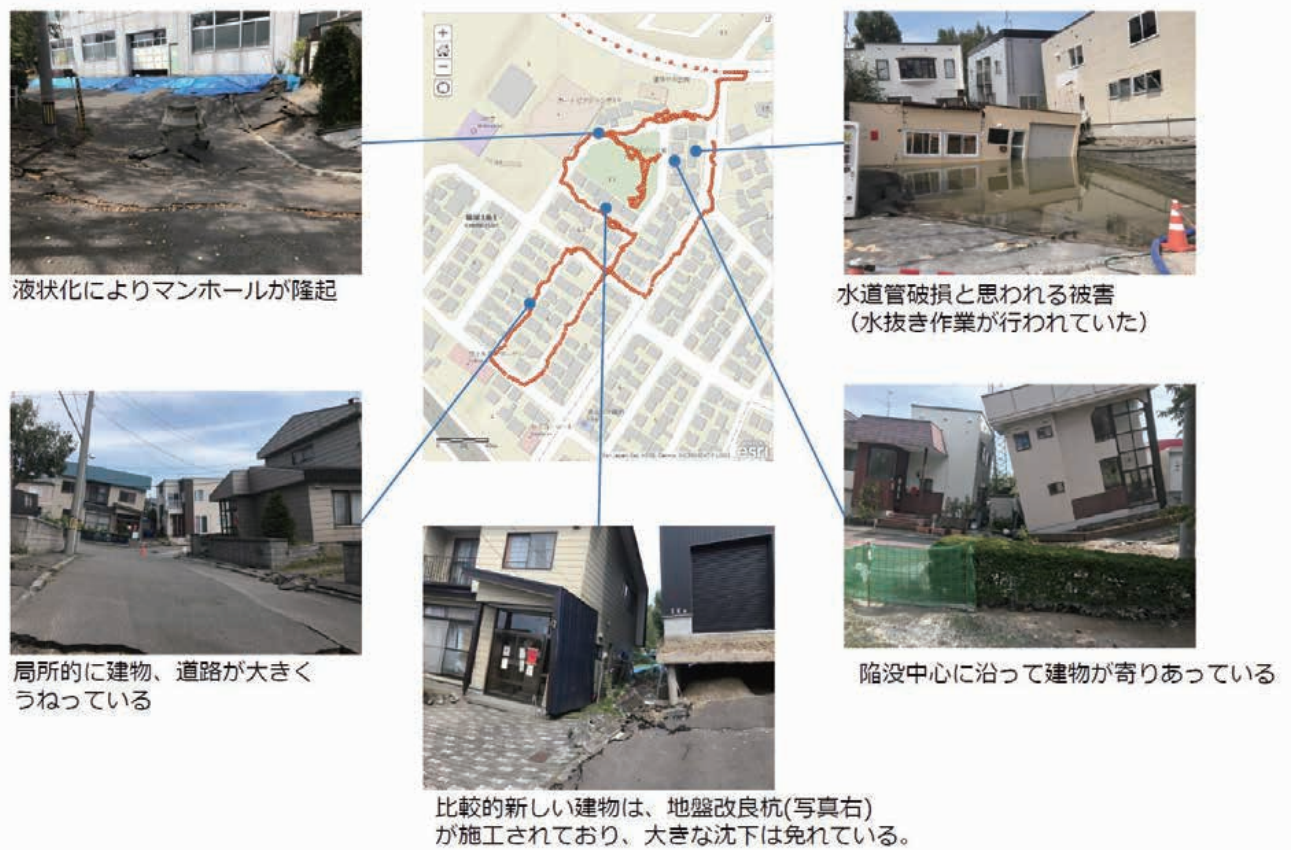 液状化によりマンホールが隆起
水道管破損と思われる被害
（水抜き作業が行われていた）
局所的に建物、道路が大きく
うねっている
陥没中心に沿って建物が寄りあっている
比較的新しい建物は、地盤改良杭(写真右)
が施工されており、大きな沈下は免れている。
esri